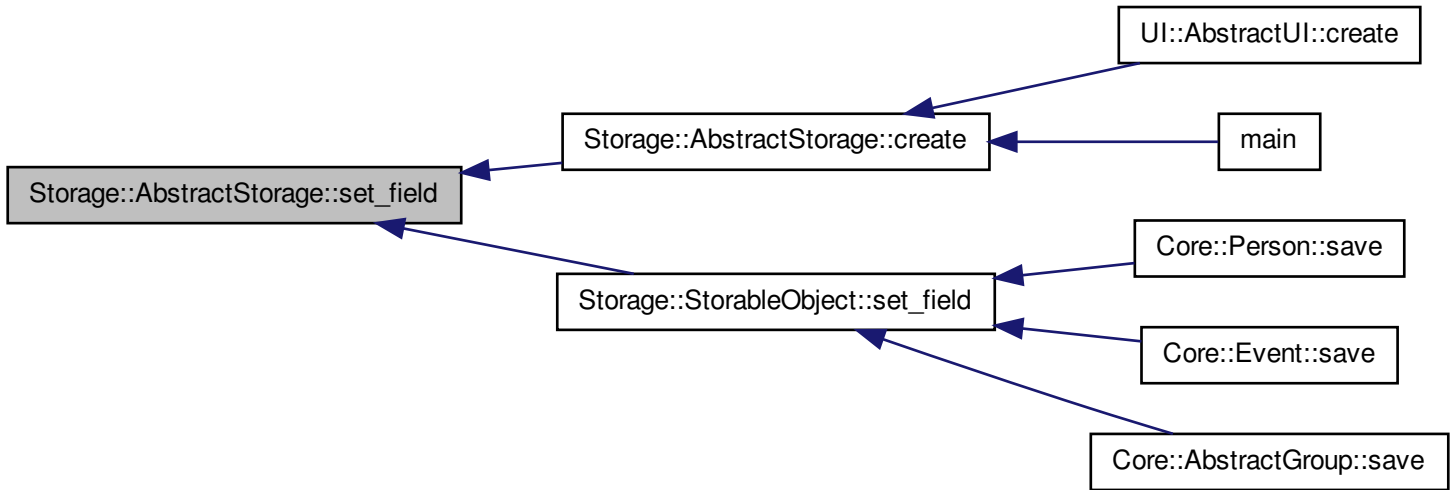 UI::AbstractUI::create
Storage::AbstractStorage::create
main
Storage::AbstractStorage::set_field
Core::Person::save
Storage::StorableObject::set_field
Core::Event::save
Core::AbstractGroup::save